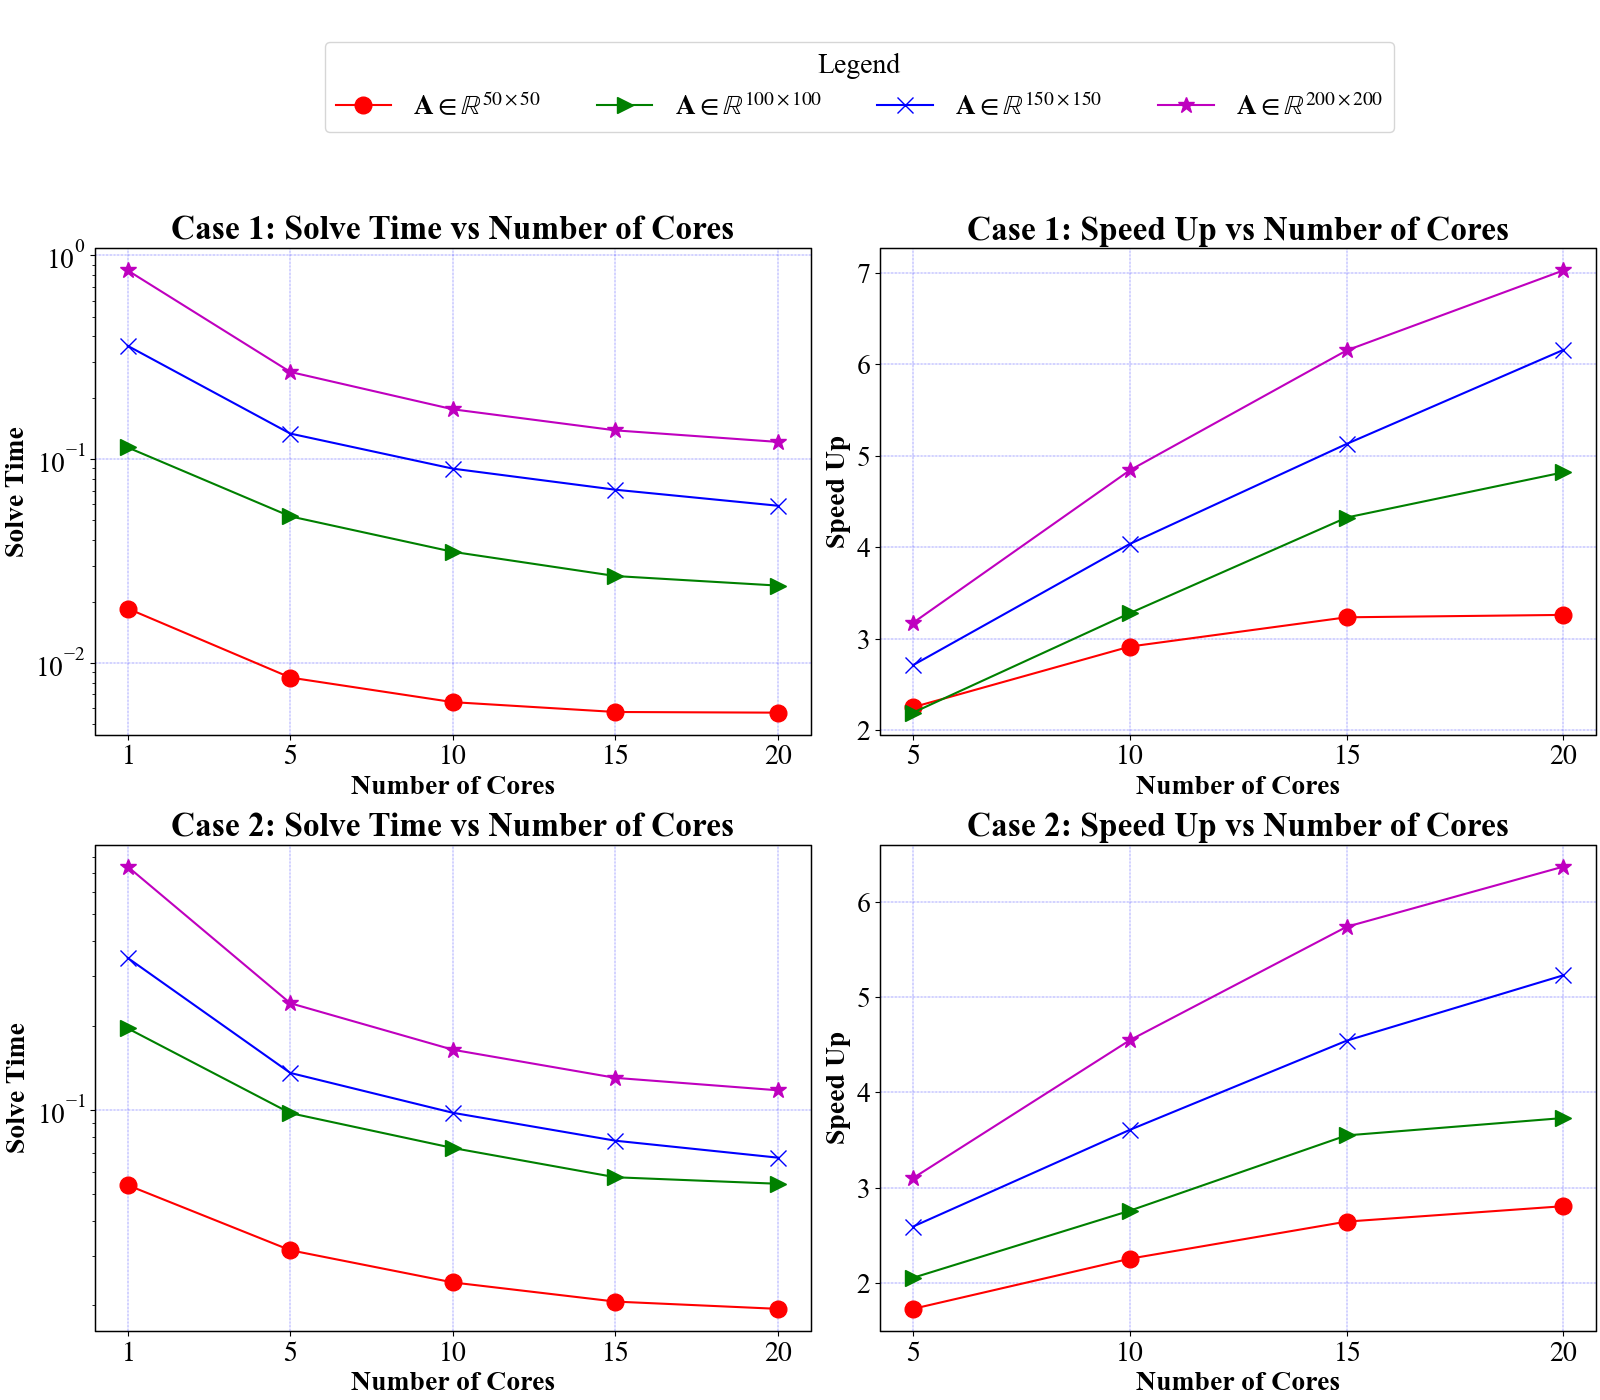 Legend
A ∈ ℝ^{50×50} A ∈ ℝ^{100×100} A ∈ ℝ^{150×150} A ∈ ℝ^{200×200}
Case 1: Solve Time vs Number of Cores
Solve Time
10^0
10^{−1}
10^{−2}
1 5 10 15 20
Number of Cores
Case 1: Speed Up vs Number of Cores
Speed Up
7
6
5
4
3
2
5 10 15 20
Number of Cores
Case 2: Solve Time vs Number of Cores
Solve Time
10^{−1}
1 5 10 15 20
Number of Cores
Case 2: Speed Up vs Number of Cores
Speed Up
6
5
4
3
2
5 10 15 20
Number of Cores